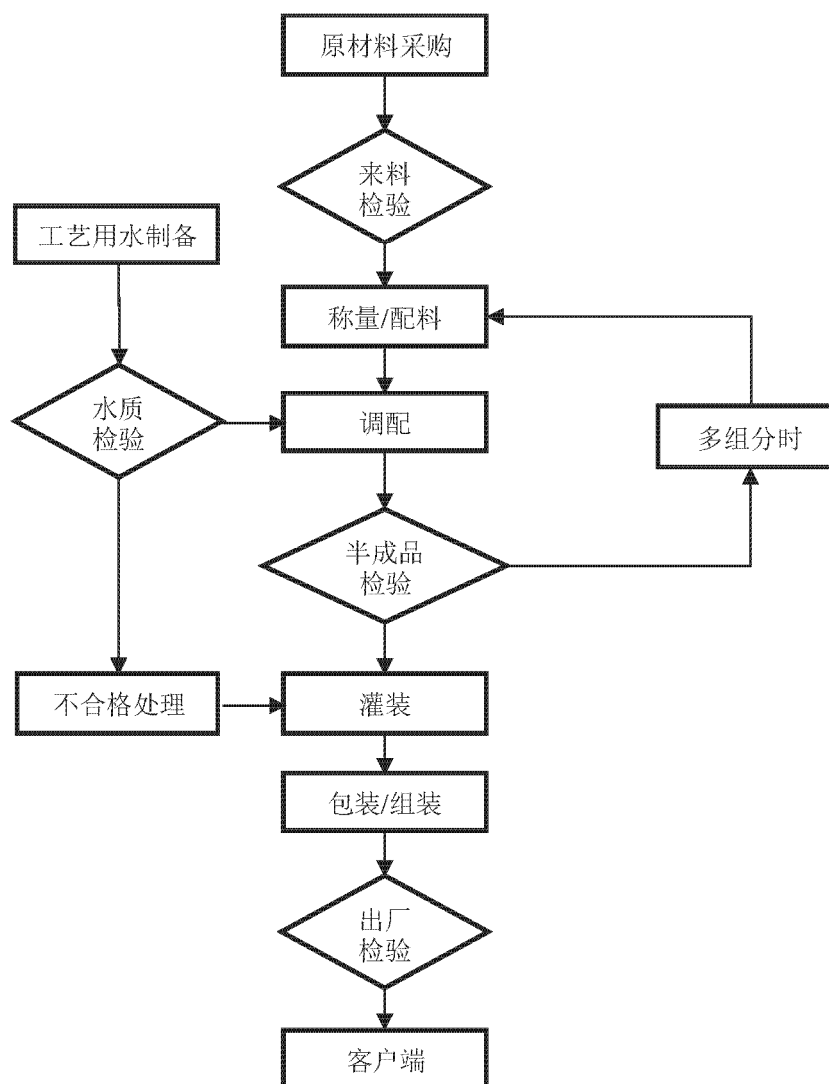 原材料采购
来料
检验
工艺用水制备
称量/配料
水质
检验
调配
多组分时
半成品
检验
不合格处理
灌装
包装/组装
出厂
检验
客户端